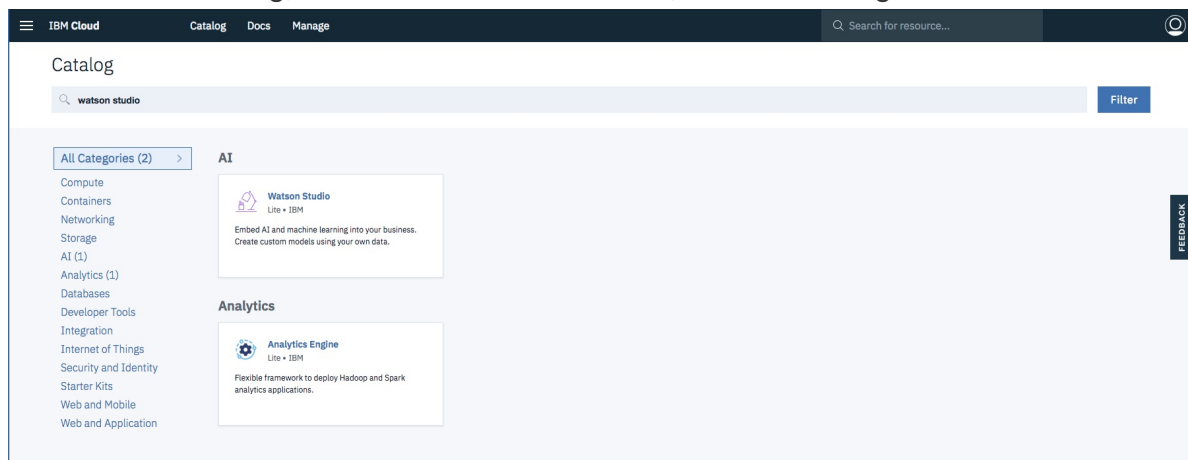 IBM Cloud Catalog Docs Manage Search for resource...
Catalog
watson studio Filter
All Categories (2) >
Compute
Containers
Networking
Storage
AI (1)
Analytics (1)
Databases
Developer Tools
Integration
Internet of Things
Security and Identity
Starter Kits
Web and Mobile
Web and Application
AI
Watson Studio
Lite • IBM
Embed AI and machine learning into your business.
Create custom models using your own data.
Analytics
Analytics Engine
Lite • IBM
Flexible framework to deploy Hadoop and Spark
analytics applications.
FEEDBACK